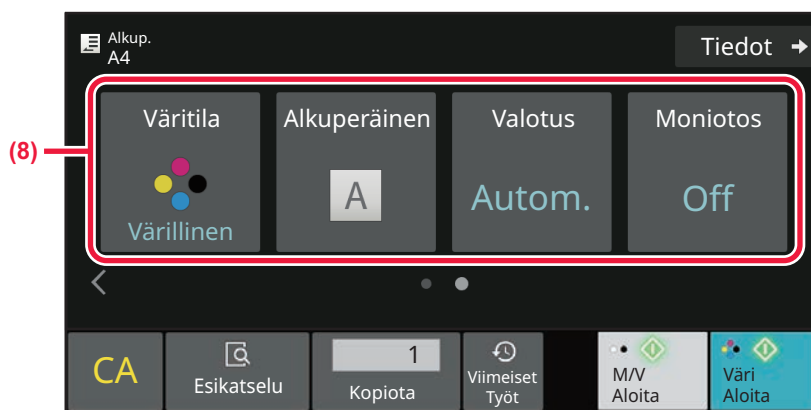 Alkup.
A4
Tiedot
(8)
Väritila
Alkuperäinen
Valotus
Moniotos
A
Autom.
Off
Värillinen
CA
Esikatselu
1
Kopiota
Viimeiset
Työt
M/V
Aloita
Väri
Aloita